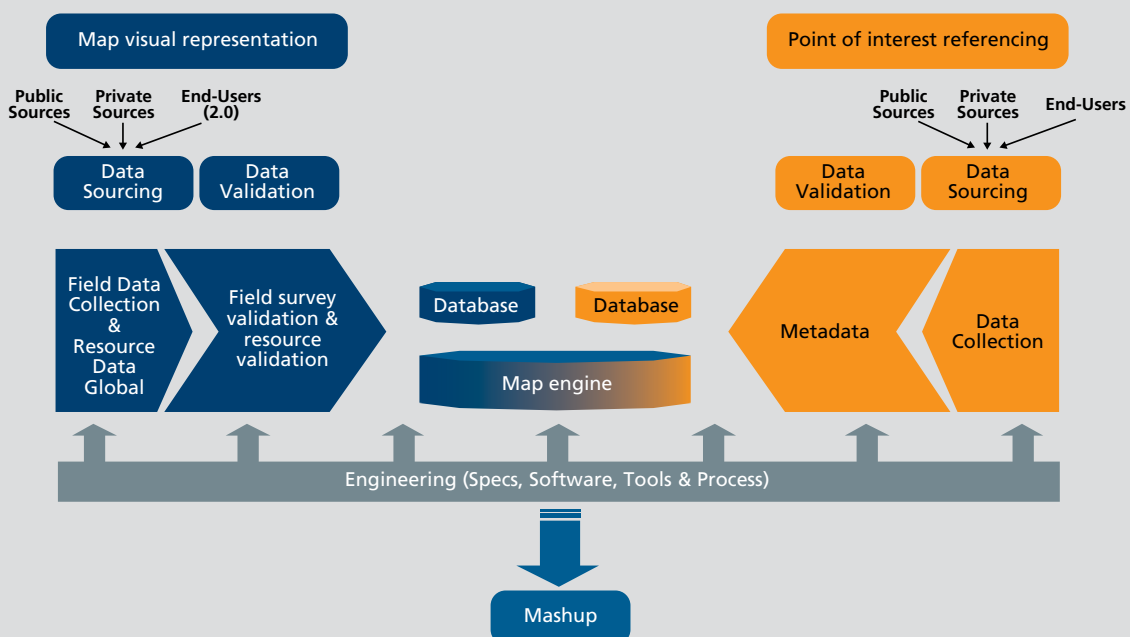 Map visual representation
Point of interest referencing
Public
Sources
Private
Sources
End-Users
(2.0)
Public
Sources
Private
Sources
End-Users
Data
Sourcing
Data
Validation
Data
Validation
Data
Sourcing
Field Data
Collection
&
Resource
Data
Global
Field survey
validation &
resource
validation
Database
Database
Map engine
Metadata
Data
Collection
Engineering (Specs, Software, Tools & Process)
Mashup